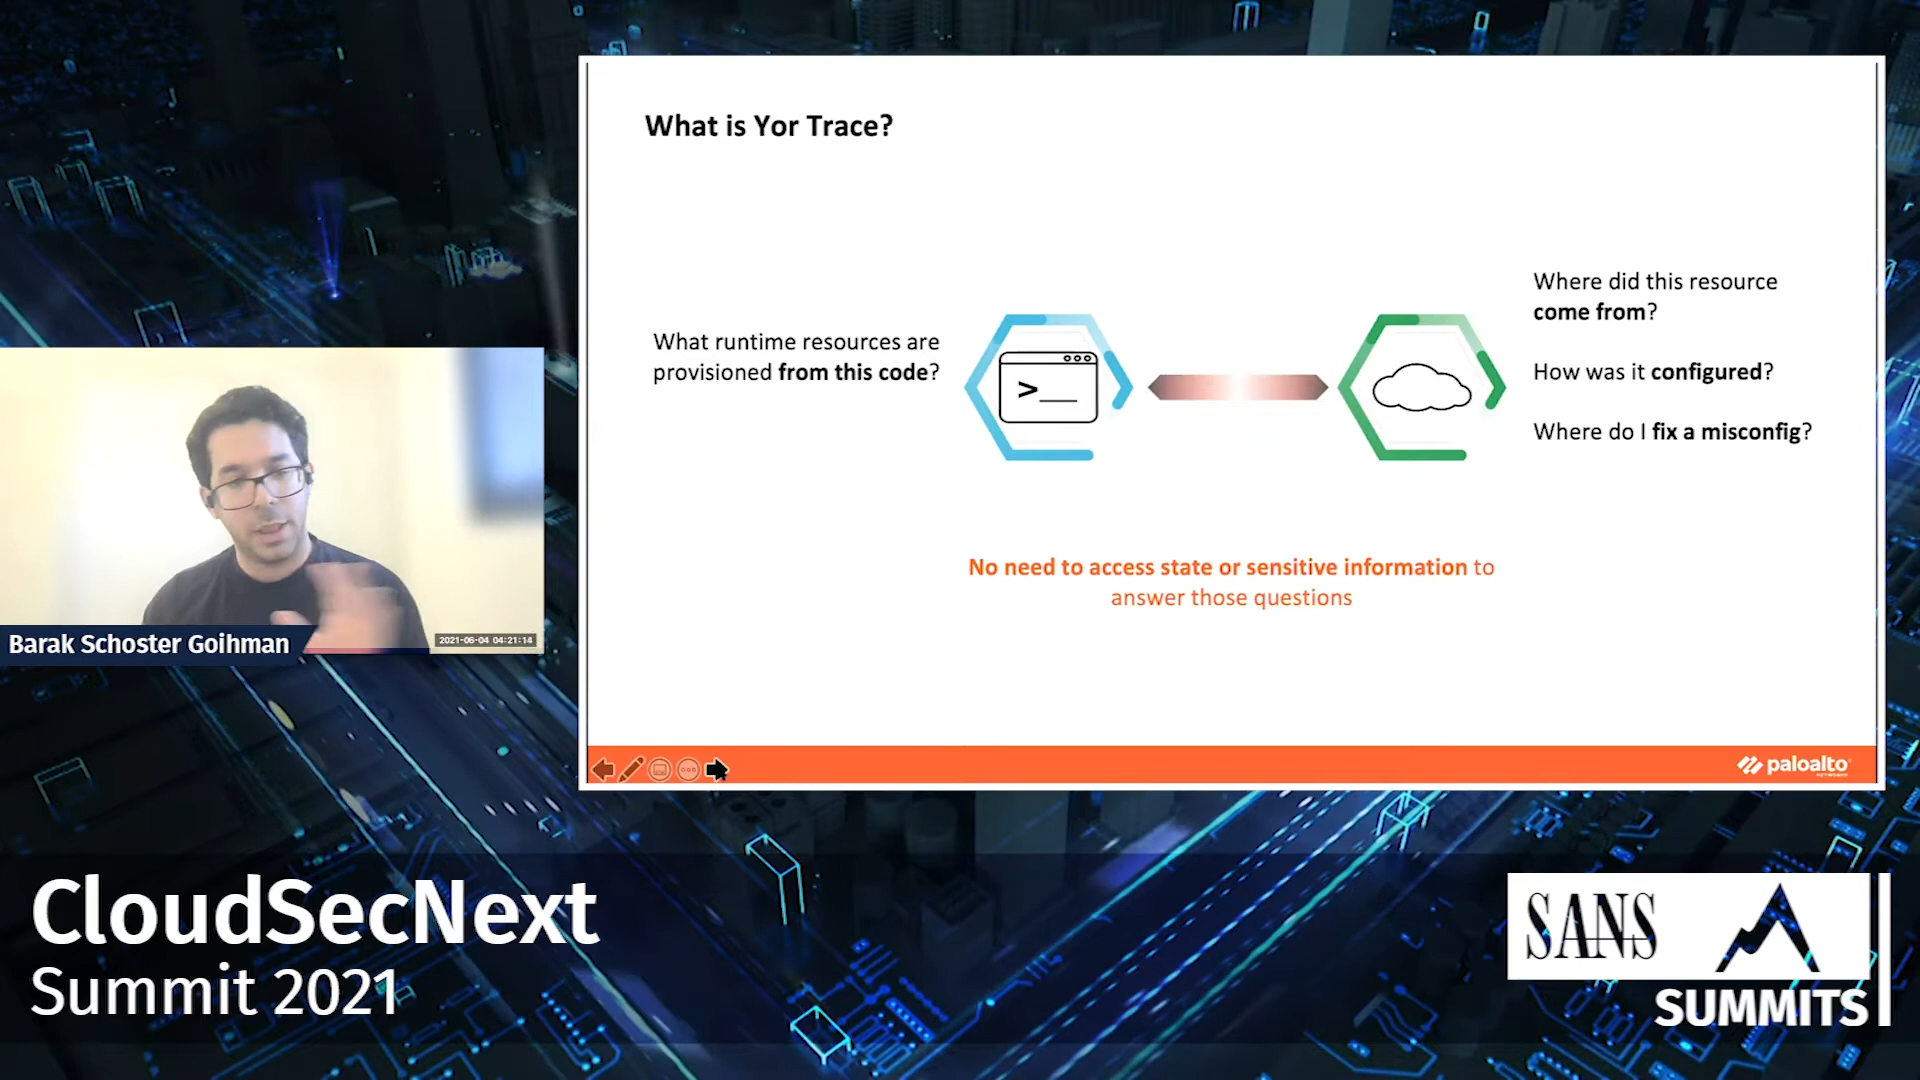 What is Yor Trace?
What runtime resources are
provisioned from this code?
>_
Where did this resource
come from?
How was it configured?
Where do I fix a misconfig?
No need to access state or sensitive information to
answer those questions
paloalto
NETWORKS
Barak Schoster Goihman
2021-06-04 04:21:14
CloudSecNext
Summit 2021
SANS
SUMMITS